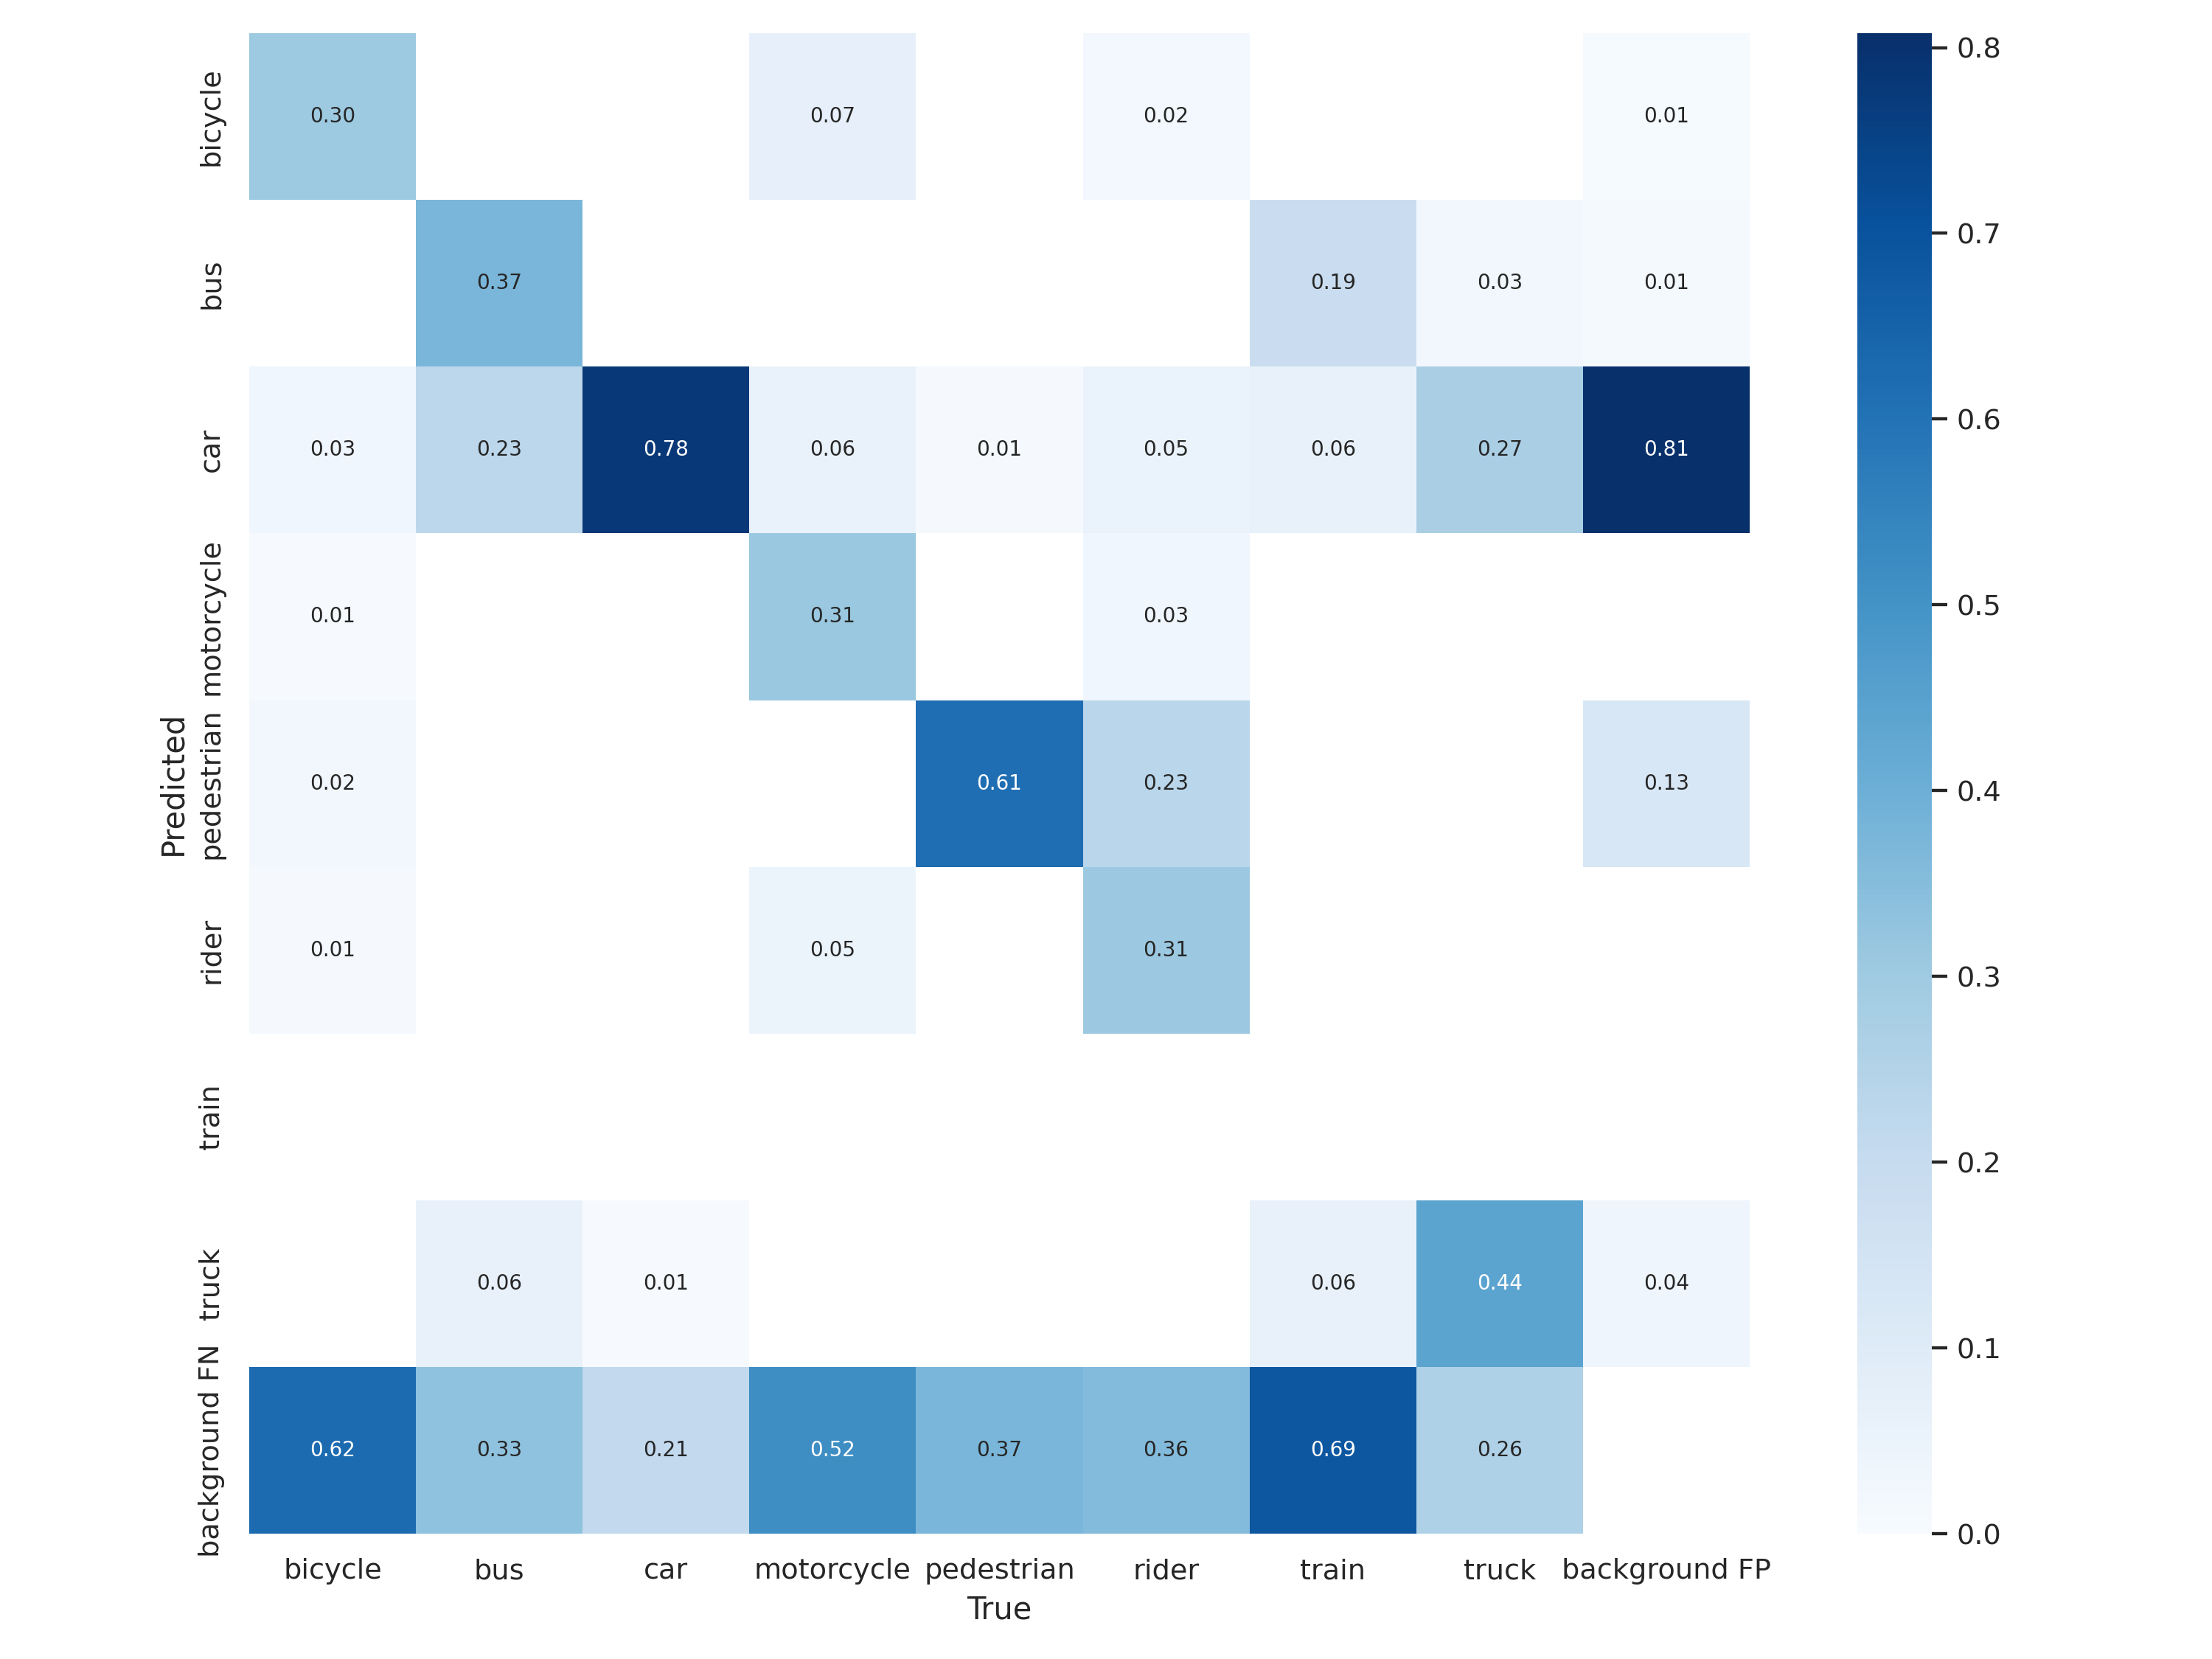 bicycle 0.30 0.07 0.02 0.01
bus 0.37 0.19 0.03 0.01
car 0.03 0.23 0.78 0.06 0.01 0.05 0.06 0.27 0.81
motorcycle 0.01 0.31 0.03
pedestrian 0.02 0.61 0.23 0.13
rider 0.01 0.05 0.31
train
truck 0.06 0.01 0.06 0.44 0.04
background FN 0.62 0.33 0.21 0.52 0.37 0.36 0.69 0.26
Predicted
bicycle bus car motorcycle pedestrian rider train truck background FP
True
0.8
0.7
0.6
0.5
0.4
0.3
0.2
0.1
0.0